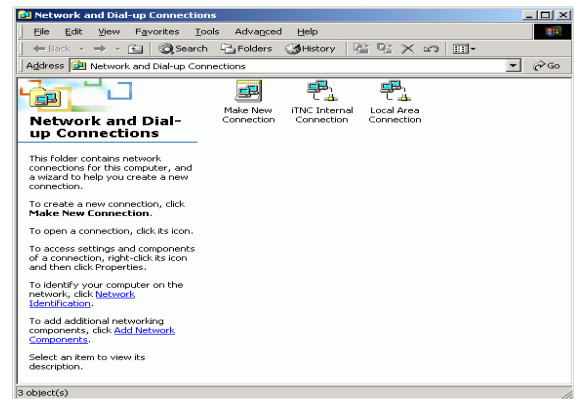 Network and Dial-up Connections
File Edit View Favorites Tools Advanced Help
Back Search Folders History
Address Network and Dial-up Connections Go
Network and Dial-
up Connections
This folder contains network
connections for this computer, and
a wizard to help you create a new
connection.
To create a new connection, click
Make New Connection.
To open a connection, click its icon.
To access settings and components
of a connection, right-click its icon
and then click Properties.
To identify your computer on the
network, click Network
Identification.
To add additional networking
components, click Add Network
Components.
Select an item to view its
description.
Make New
Connection
iTNC Internal
Connection
Local Area
Connection
3 object(s)